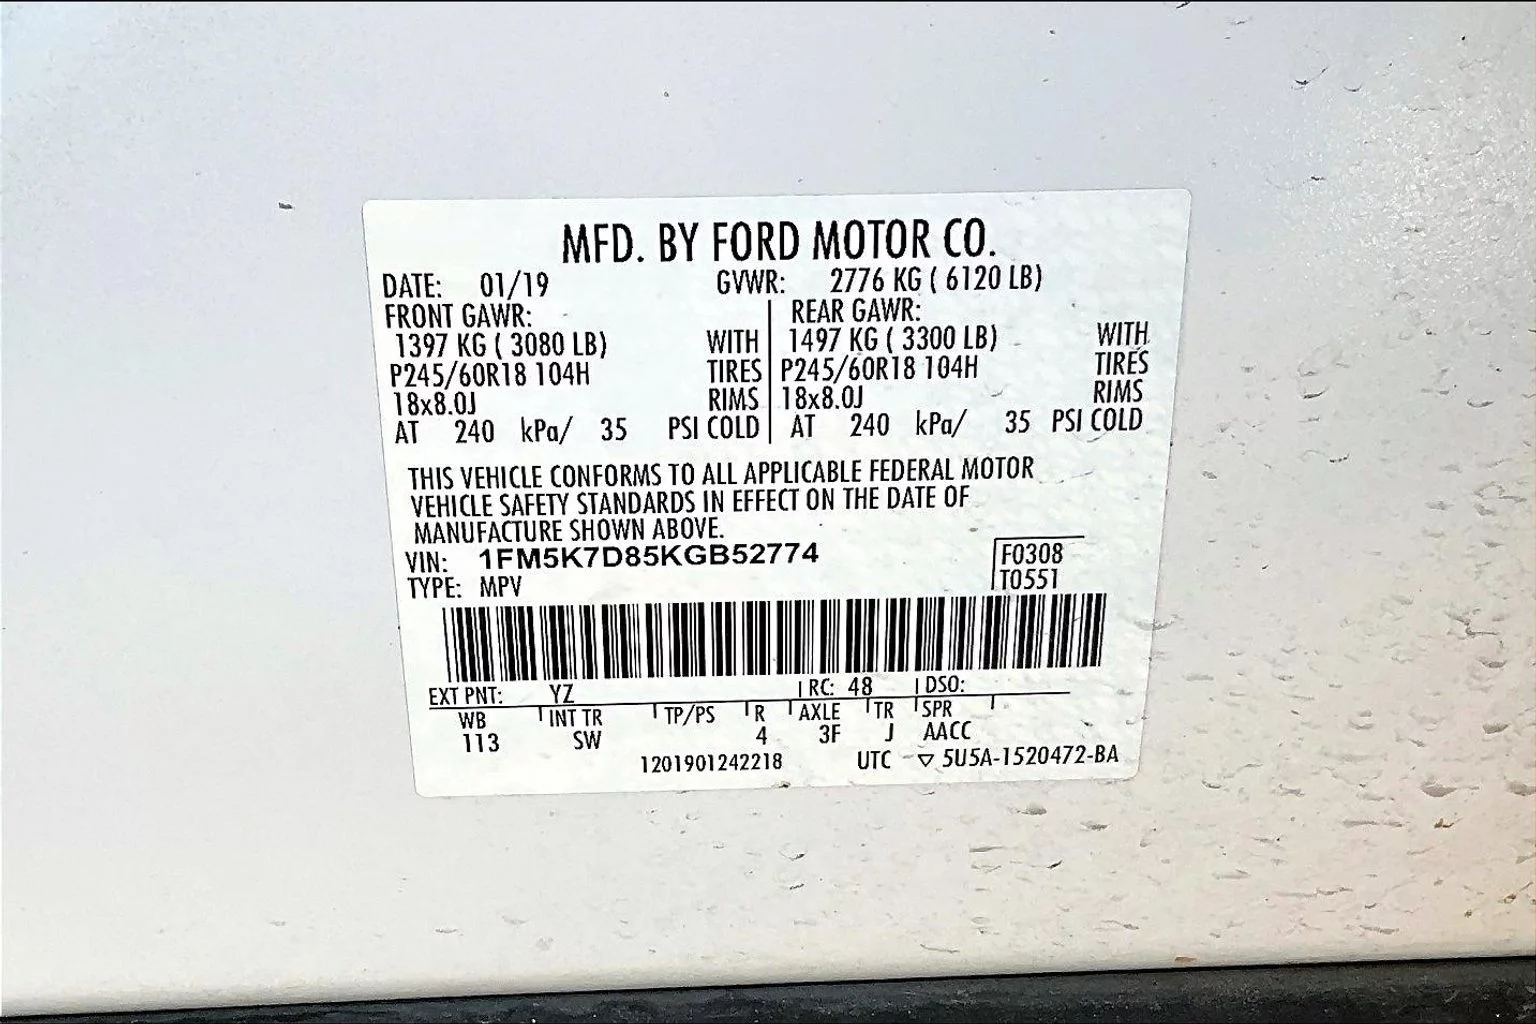 MFD. BY FORD MOTOR CO.
DATE: 01/19 GVWR: 2776 KG ( 6120 LB)
FRONT GAWR: REAR GAWR:
1397 KG ( 3080 LB) WITH 1497 KG ( 3300 LB) WITH
P245/60R18 104H TIRES P245/60R18 104H TIRES
18x8.0J RIMS 18x8.0J RIMS
AT 240 kPa/ 35 PSI COLD AT 240 kPa/ 35 PSI COLD
THIS VEHICLE CONFORMS TO ALL APPLICABLE FEDERAL MOTOR
VEHICLE SAFETY STANDARDS IN EFFECT ON THE DATE OF
MANUFACTURE SHOWN ABOVE.
VIN: 1FM5K7D85KGB52774 F0308
TYPE: MPV T0551
EXT PNT: YZ RC: 48 DSO:
WB INT TR TP/PS R AXLE TR SPR
113 SW 4 3F J AACC
1201901242218 UTC ▽ 5U5A-1520472-BA